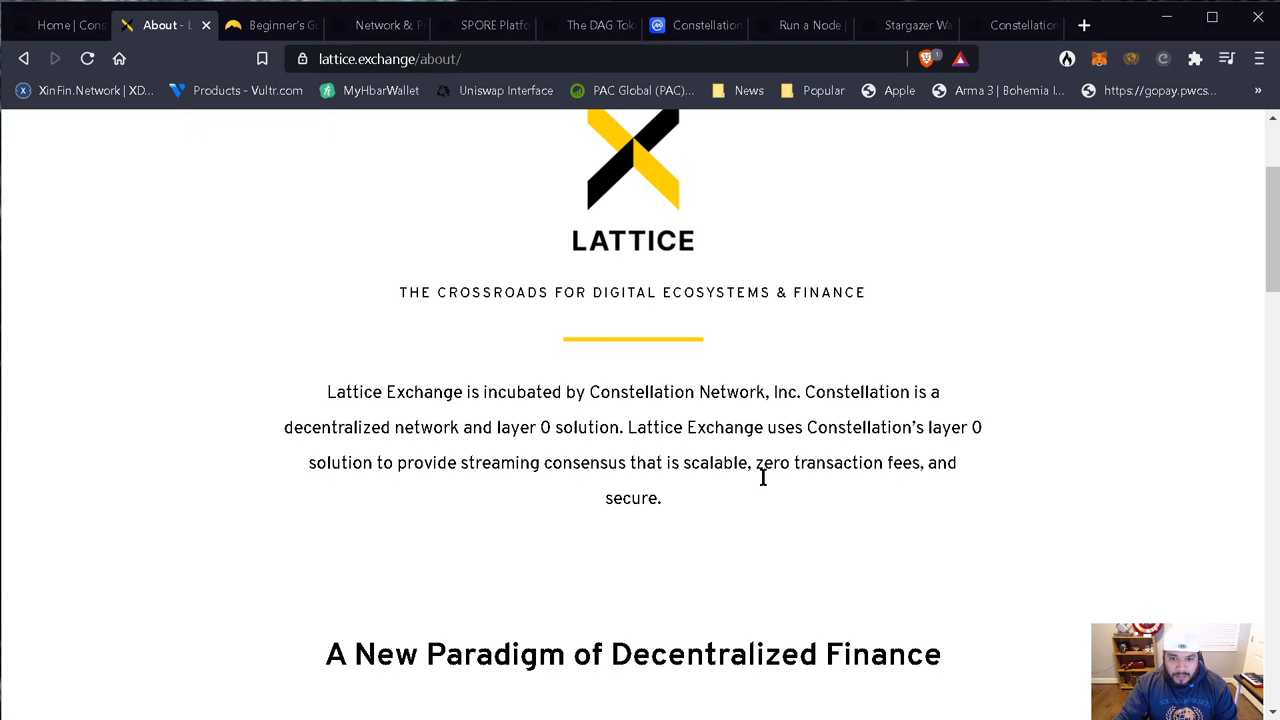 Home | Cons
About - L
Beginner's Gu
Network & P
SPORE Platfo
The DAG Tok
Constellation
Run a Node
Stargazer Wa
Constellation
lattice.exchange/about/
1
XinFin.Network | XD...
Products - Vultr.com
MyHbarWallet
Uniswap Interface
PAC Global (PAC)...
News
Popular
Apple
Arma 3 | Bohemia I...
https://gopay.pwcs...
»
LATTICE
THE CROSSROADS FOR DIGITAL ECOSYSTEMS & FINANCE
Lattice Exchange is incubated by Constellation Network, Inc. Constellation is a
decentralized network and layer 0 solution. Lattice Exchange uses Constellation's layer 0
solution to provide streaming consensus that is scalable, zero transaction fees, and
secure.
A New Paradigm of Decentralized Finance